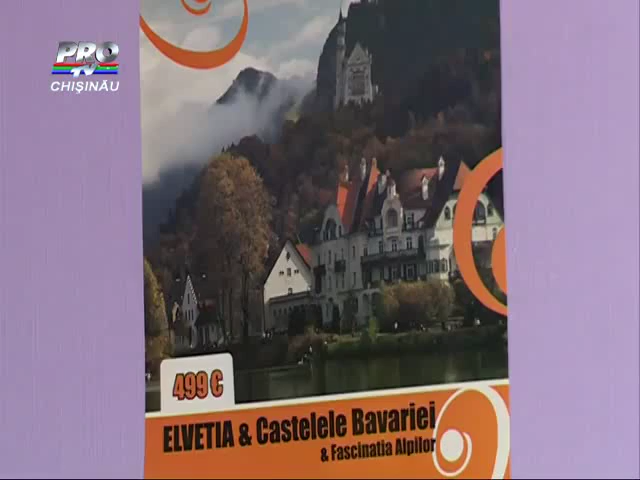 PRO
TV
CHIȘINĂU
499 €
ELVETIA & Castelele Bavariei
& Fascinatia Alpilor